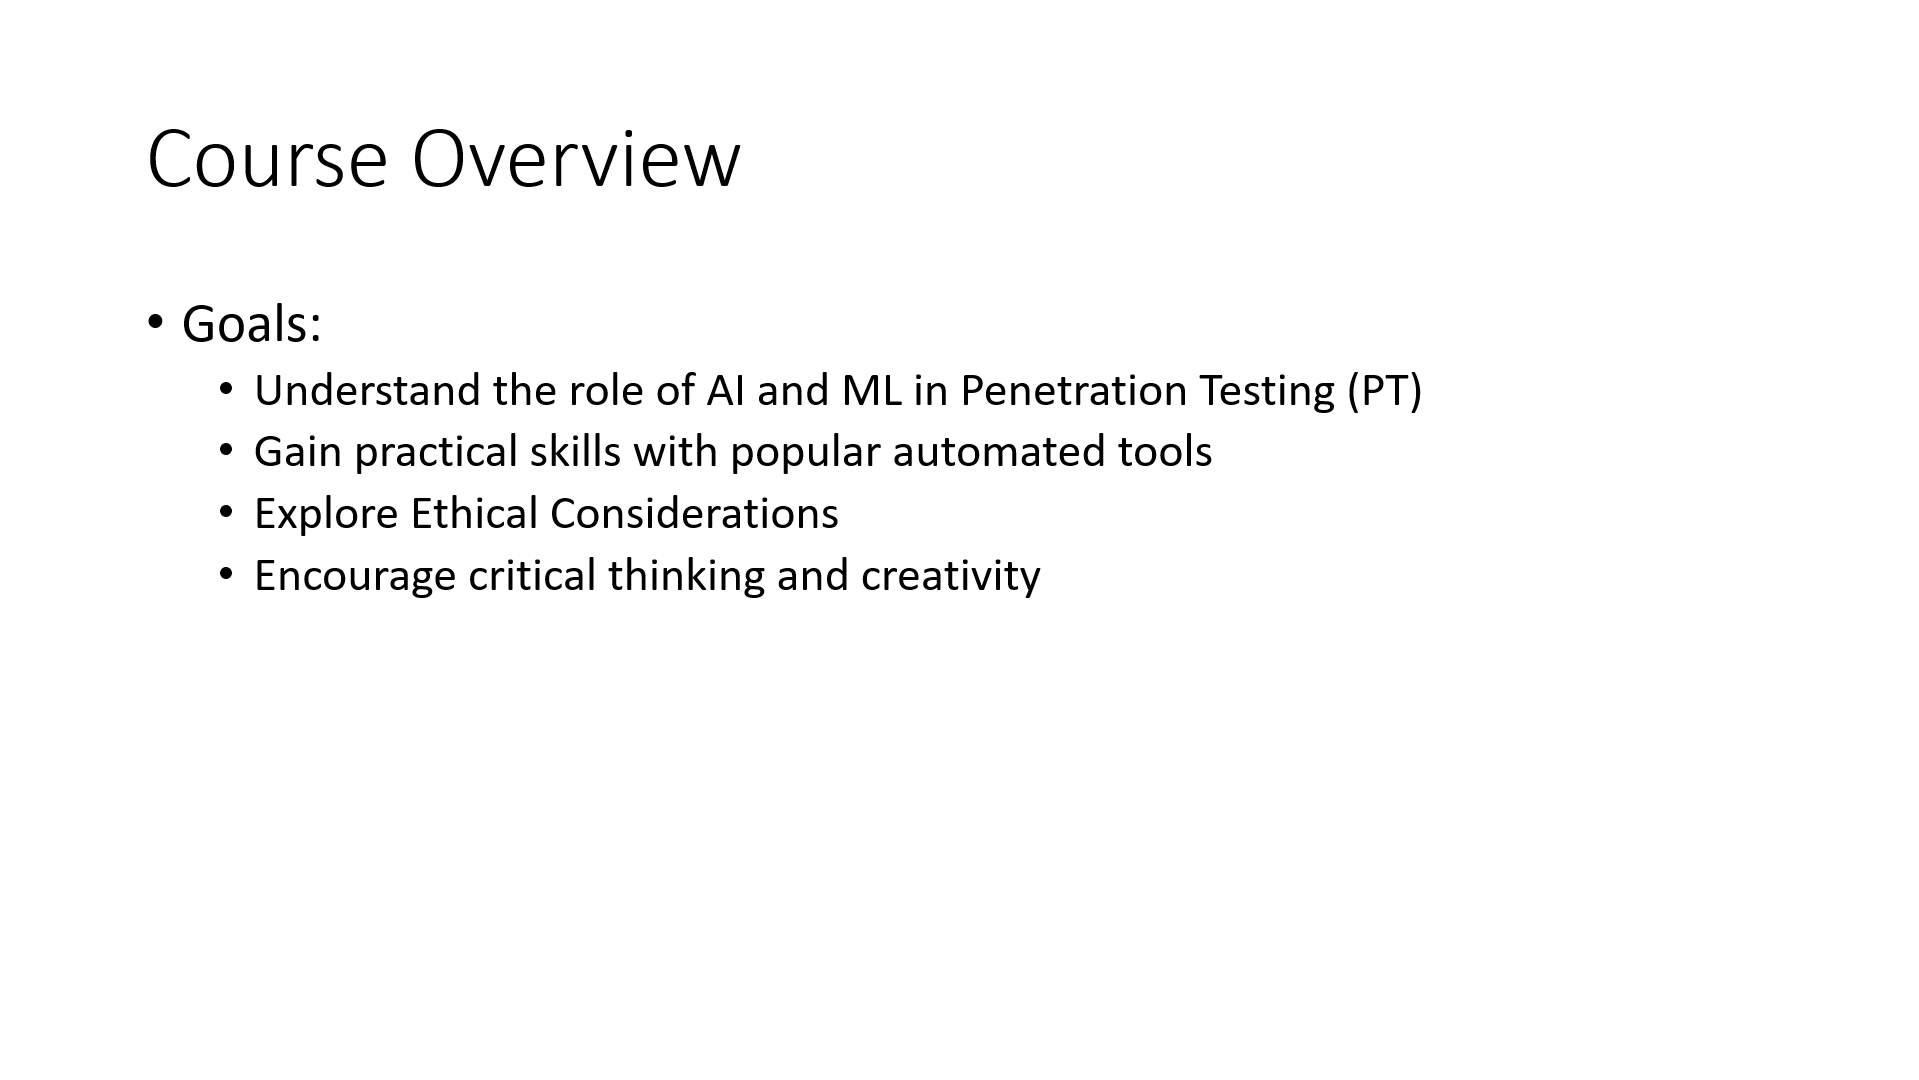 Course Overview
• Goals:
• Understand the role of AI and ML in Penetration Testing (PT)
• Gain practical skills with popular automated tools
• Explore Ethical Considerations
• Encourage critical thinking and creativity